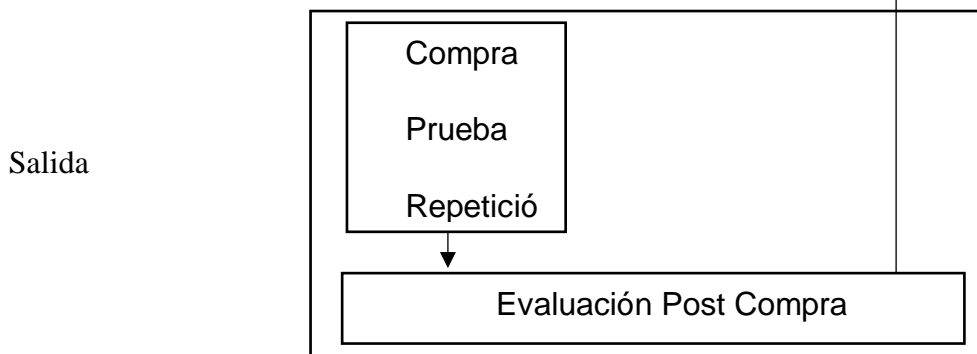 Compra
Prueba
Salida
Repetició
Evaluación Post Compra